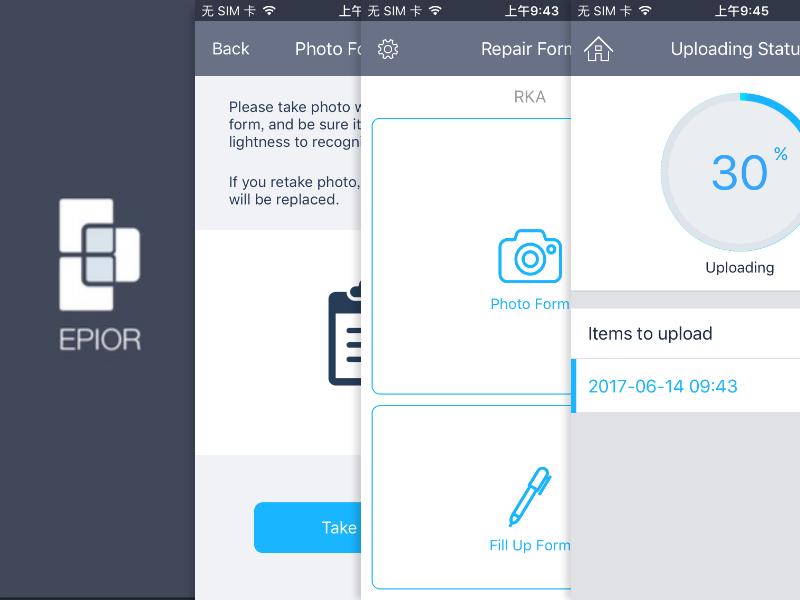 EPIOR
无 SIM 卡 上午
Back Photo Fo
Please take photo w
form, and be sure it
lightness to recogni
If you retake photo,
will be replaced.
Take
无 SIM 卡 上午9:43
Repair Form
RKA
Photo Form
Fill Up Form
无 SIM 卡 上午9:45
Uploading Statu
30 %
Uploading
Items to upload
2017-06-14 09:43